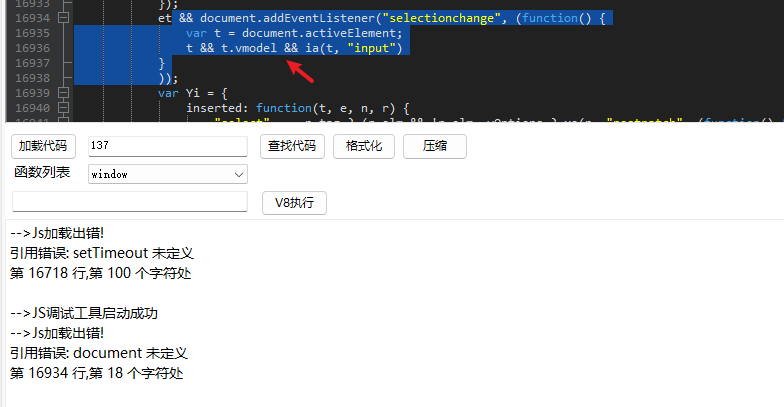 16933 });
16934 et && document.addEventListener("selectionchange", (function() {
16935 var t = document.activeElement;
16936 t && t.vmodel && ia(t, "input")
16937 }
16938 ));
16939 var Yi = {
16940 inserted: function(t, e, n, r) {
16941
加载代码 137 查找代码 格式化 压缩
函数列表 window
V8执行
-->Js加载出错!
引用错误: setTimeout 未定义
第 16718 行,第 100 个字符处
-->JS调试工具启动成功
-->Js加载出错!
引用错误: document 未定义
第 16934 行,第 18 个字符处